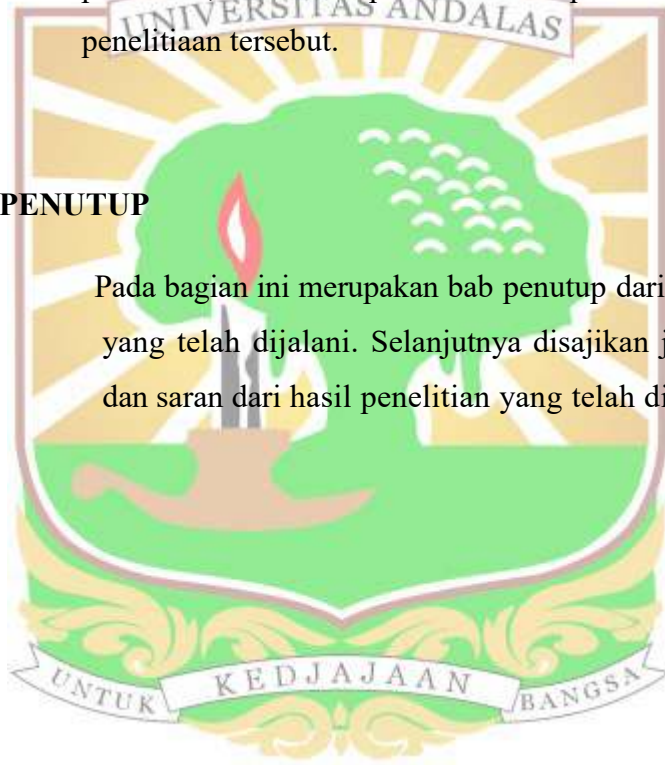 UNIVERSITAS ANDALAS
penelitiaan tersebut.
PENUTUP
Pada bagian ini merupakan bab penutup dari
yang telah dijalani. Selanjutnya disajikan
dan saran dari hasil penelitian yang telah
UNTUK KEDJAJAAN BANGSA